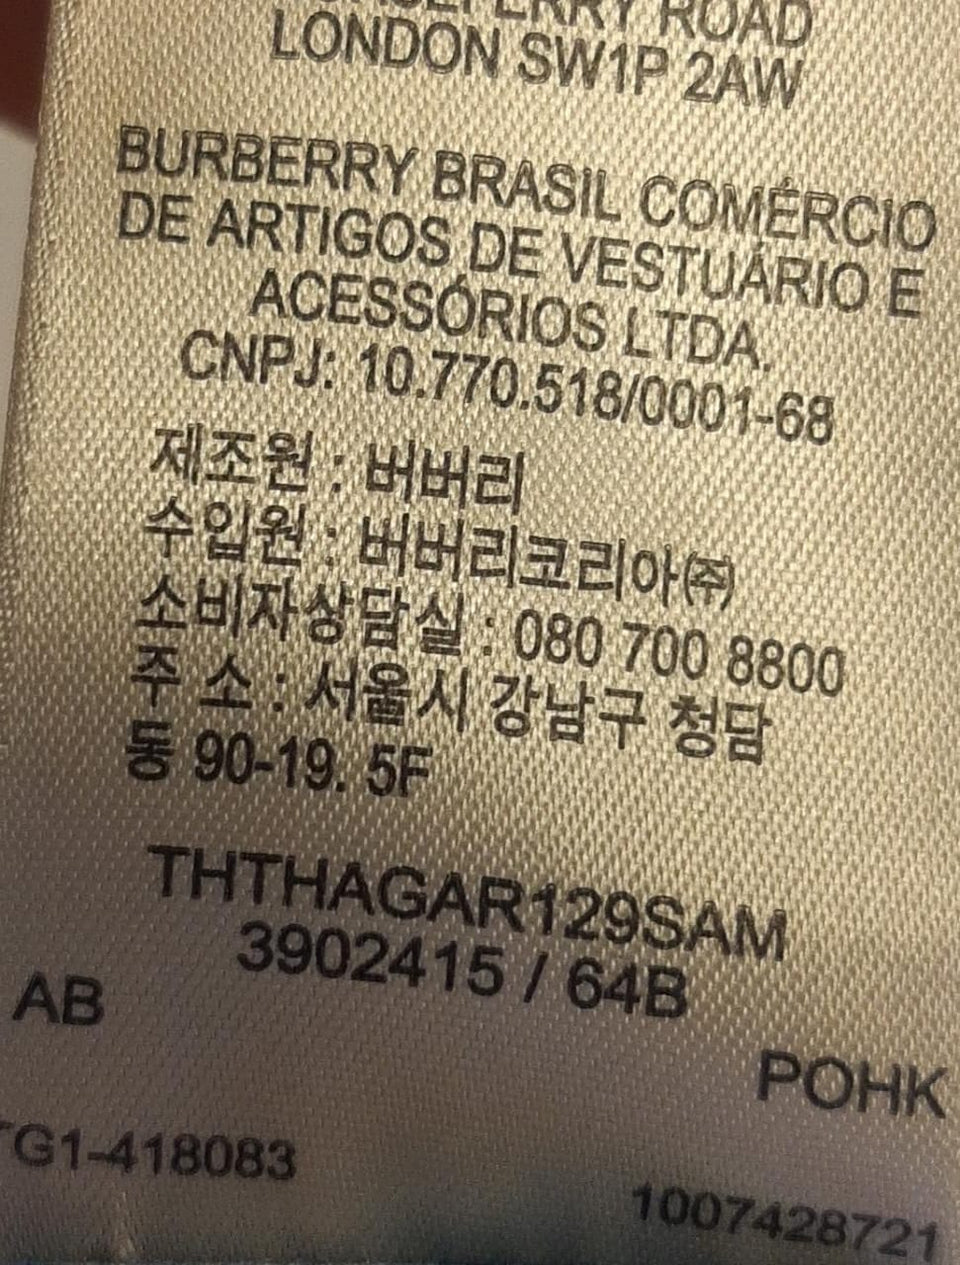 ROAD
LONDON SW1P 2AW
BURBERRY BRASIL COMÉRCIO
DE ARTIGOS DE VESTUÁRIO E
ACESSÓRIOS LTDA.
CNPJ: 10.770.518/0001-68
제조원 : 버버리
수입원 : 버버리코리아㈜
소비자상담실 : 080 700 8800
주 소 : 서울시 강남구 청담
동 90-19. 5F
THTHAGAR129SAM
3902415 / 64B
AB
POHK
TG1-418083
1007428721